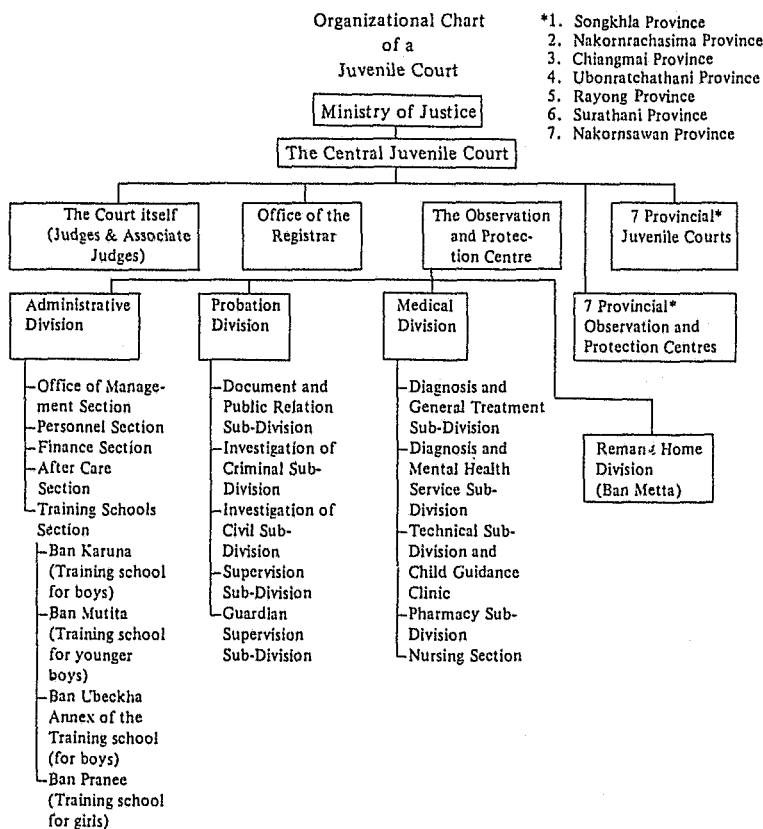 Organizational Chart
of a
Juvenile Court
*1. Songkhla Province
2. Nakornrachasima Province
3. Chiangmai Province
4. Ubonratchathani Province
5. Rayong Province
6. Surathani Province
7. Nakornsawan Province
Ministry of Justice
The Central Juvenile Court
The Court itself
(Judges & Associate
Judges)
Office of the
Registrar
The Observation
and Protec-
tion Centre
7 Provincial*
Juvenile Courts
7 Provincial*
Observation and
Protection Centres
Administrative
Division
Office of Manage-
ment Section
Personnel Section
Finance Section
After Care
Section
Training Schools
Section
Ban Karuna
(Training school
for boys)
Ban Mutita
(Training school
for younger
boys)
Ban Ubeckha
Annex of the
Training school
(for boys)
Ban Pranee
(Training school
for girls)
Probation
Division
Document and
Public Relation
Sub-Division
Investigation of
Criminal Sub-
Division
Investigation of
Civil Sub-
Division
Supervision
Sub-Division
Guardian
Supervision
Sub-Division
Medical
Division
Diagnosis and
General Treatment
Sub-Division
Diagnosis and
Mental Health
Service Sub-
Division
Technical Sub-
Division and
Child Guidance
Clinic
Pharmacy Sub-
Division
Nursing Section
Remand Home
Division
(Ban Metta)